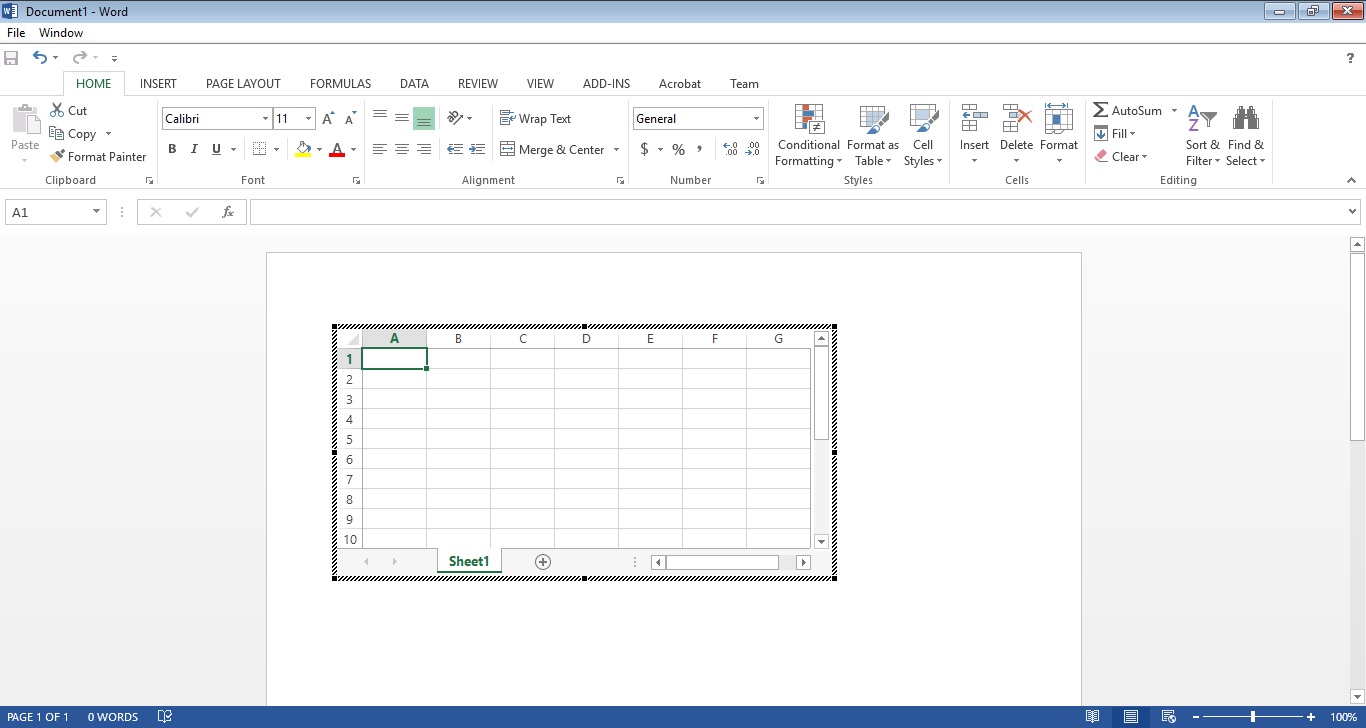 Document1 - Word
File Window
?
HOME INSERT PAGE LAYOUT FORMULAS DATA REVIEW VIEW ADD-INS Acrobat Team
Paste
Cut
Copy
Format Painter
Clipboard
Calibri 11 A A
B I U A
Font
Wrap Text
Merge & Center
Alignment
General
$ % ,
Number
Conditional Formatting
Format as Table
Cell Styles
Styles
Insert Delete Format
Cells
AutoSum
Fill
Clear
Sort & Filter
Find & Select
Editing
A1 fx
A B C D E F G
1
2
3
4
5
6
7
8
9
10
Sheet1
PAGE 1 OF 1 0 WORDS 100%